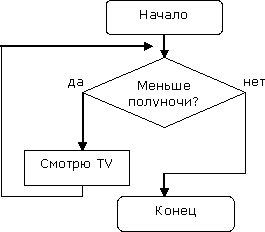 Начало
да
Меньше
полуночи?
нет
Смотрю TV
Конец